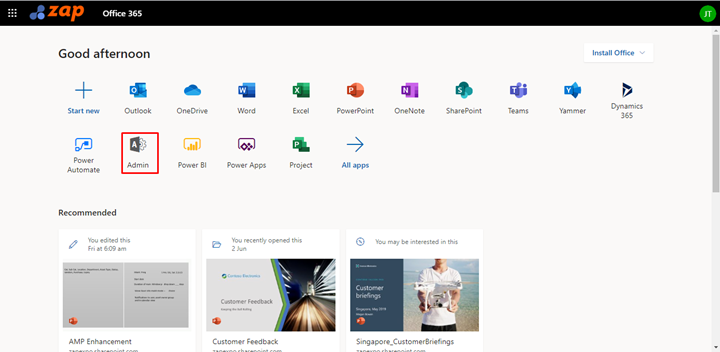 zap Office 365 JT
Good afternoon
Install Office
Start new Outlook OneDrive Word Excel PowerPoint OneNote SharePoint Teams Yammer Dynamics
365
Power
Automate Admin Power BI Power Apps Project All apps
Recommended
You edited this
Fri at 6:09 am
You recently opened this
2 Jun
You may be interested in this
Customer Feedback
Customer
briefings
AMP Enhancement
Customer Feedback
Singapore_CustomerBriefings